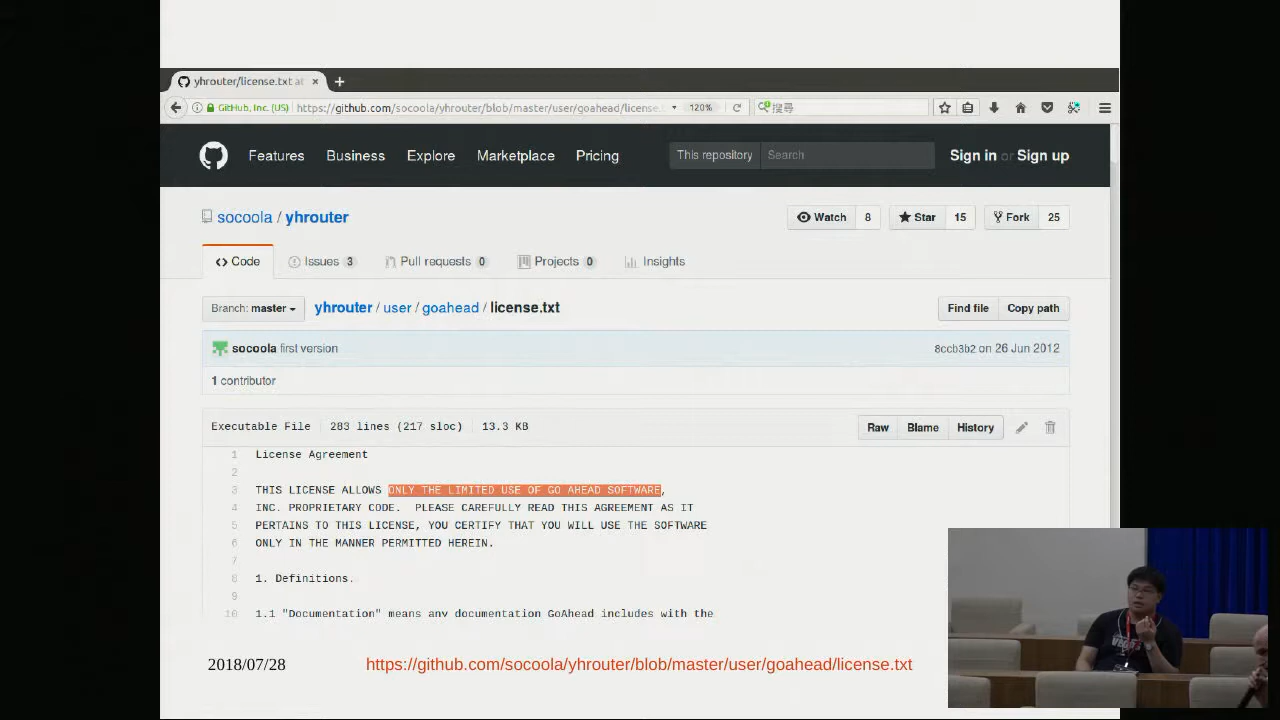 yhrouter/license.txt at
GitHub, Inc. (US) https://github.com/socoola/yhrouter/blob/master/user/goahead/license. 120% 搜尋
Features Business Explore Marketplace Pricing This repository Search Sign in or Sign up
socoola / yhrouter Watch 8 Star 15 Fork 25
Code Issues 3 Pull requests 0 Projects 0 Insights
Branch: master yhrouter / user / goahead / license.txt Find file Copy path
socoola first version 8ccb3b2 on 26 Jun 2012
1 contributor
Executable File 283 lines (217 sloc) 13.3 KB Raw Blame History
1 License Agreement
2
3 THIS LICENSE ALLOWS ONLY THE LIMITED USE OF GO AHEAD SOFTWARE,
4 INC. PROPRIETARY CODE. PLEASE CAREFULLY READ THIS AGREEMENT AS IT
5 PERTAINS TO THIS LICENSE, YOU CERTIFY THAT YOU WILL USE THE SOFTWARE
6 ONLY IN THE MANNER PERMITTED HEREIN.
7
8 1. Definitions.
9
10 1.1 "Documentation" means any documentation GoAhead includes with the
2018/07/28 https://github.com/socoola/yhrouter/blob/master/user/goahead/license.txt